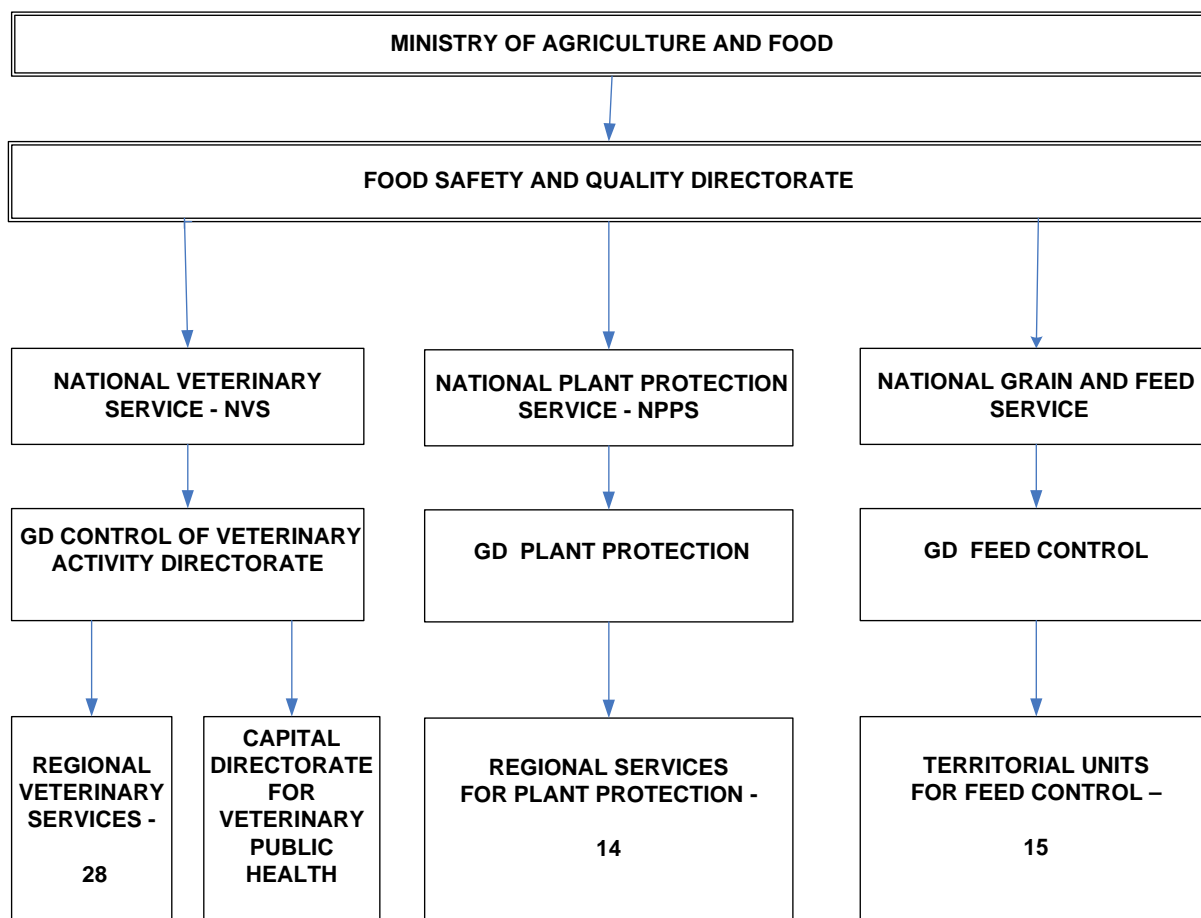 MINISTRY OF AGRICULTURE AND FOOD
FOOD SAFETY AND QUALITY DIRECTORATE
NATIONAL VETERINARY
SERVICE - NVS
NATIONAL PLANT PROTECTION
SERVICE - NPPS
NATIONAL GRAIN AND FEED
SERVICE
GD CONTROL OF VETERINARY
ACTIVITY DIRECTORATE
GD PLANT PROTECTION
GD FEED CONTROL
REGIONAL
VETERINARY
SERVICES -
28
CAPITAL
DIRECTORATE
FOR
VETERINARY
PUBLIC
HEALTH
REGIONAL SERVICES
FOR PLANT PROTECTION -
14
TERRITORIAL UNITS
FOR FEED CONTROL –
15